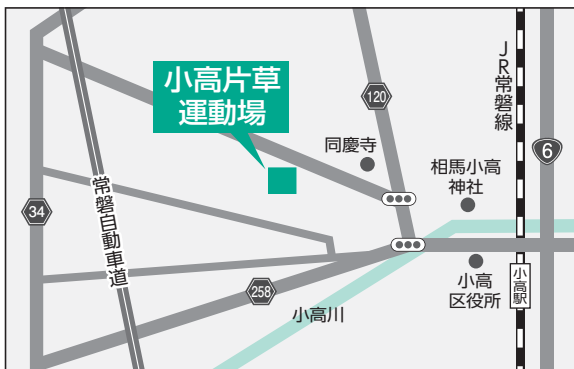 小高片草
運動場
120
JR常磐線
同慶寺
相馬小高
神社
6
34
常磐自動車道
258
小高川
小高
区役所
小高駅